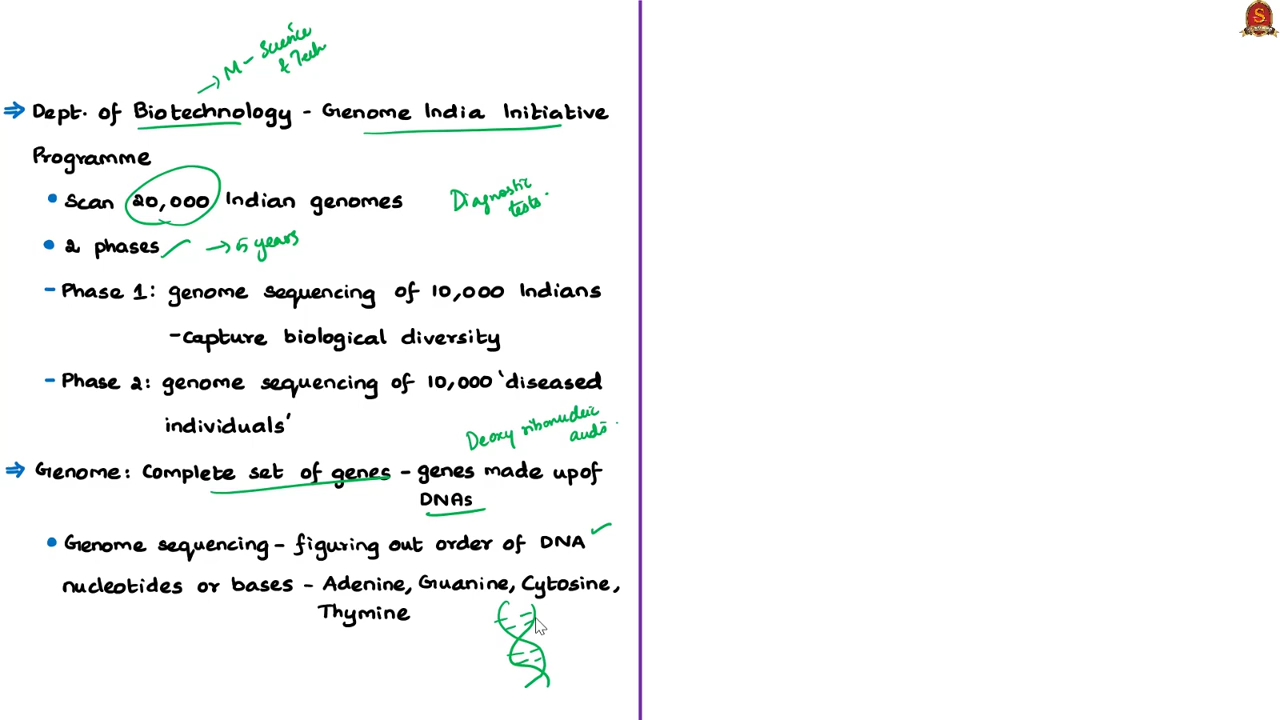 → M - Science
& Tech
⇒ Dept. of Biotechnology - Genome India Initiative
Programme
• Scan 20,000 Indian genomes
Diagnostic
tests.
• 2 phases ✓ → 5 years
- Phase 1: genome sequencing of 10,000 Indians
- capture biological diversity
- Phase 2: genome sequencing of 10,000 'diseased
individuals'
Deoxy ribonucleic
acids.
⇒ Genome: Complete set of genes - genes made upof
DNAs
• Genome sequencing - figuring out order of DNA ✓
nucleotides or bases - Adenine, Guanine, Cytosine,
Thymine
S